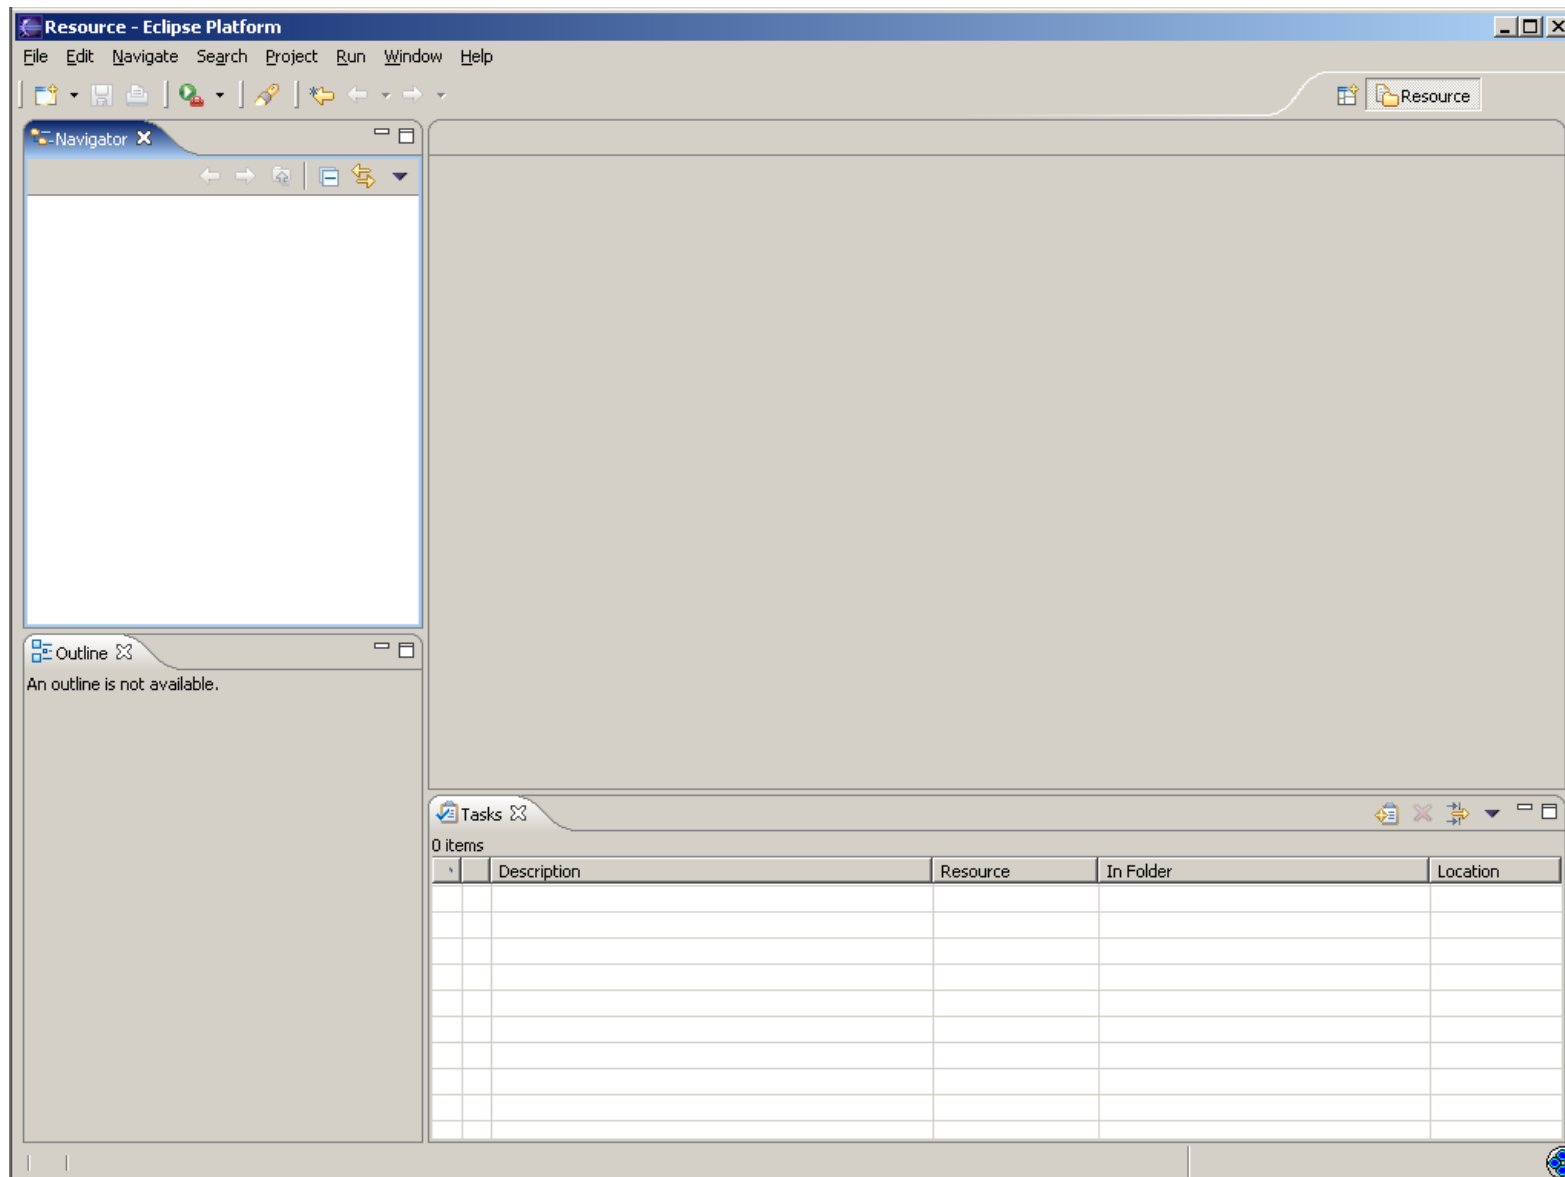 Resource - Eclipse Platform
File Edit Navigate Search Project Run Window Help
Resource
Navigator
Outline
An outline is not available.
Tasks
0 items
Description Resource In Folder Location